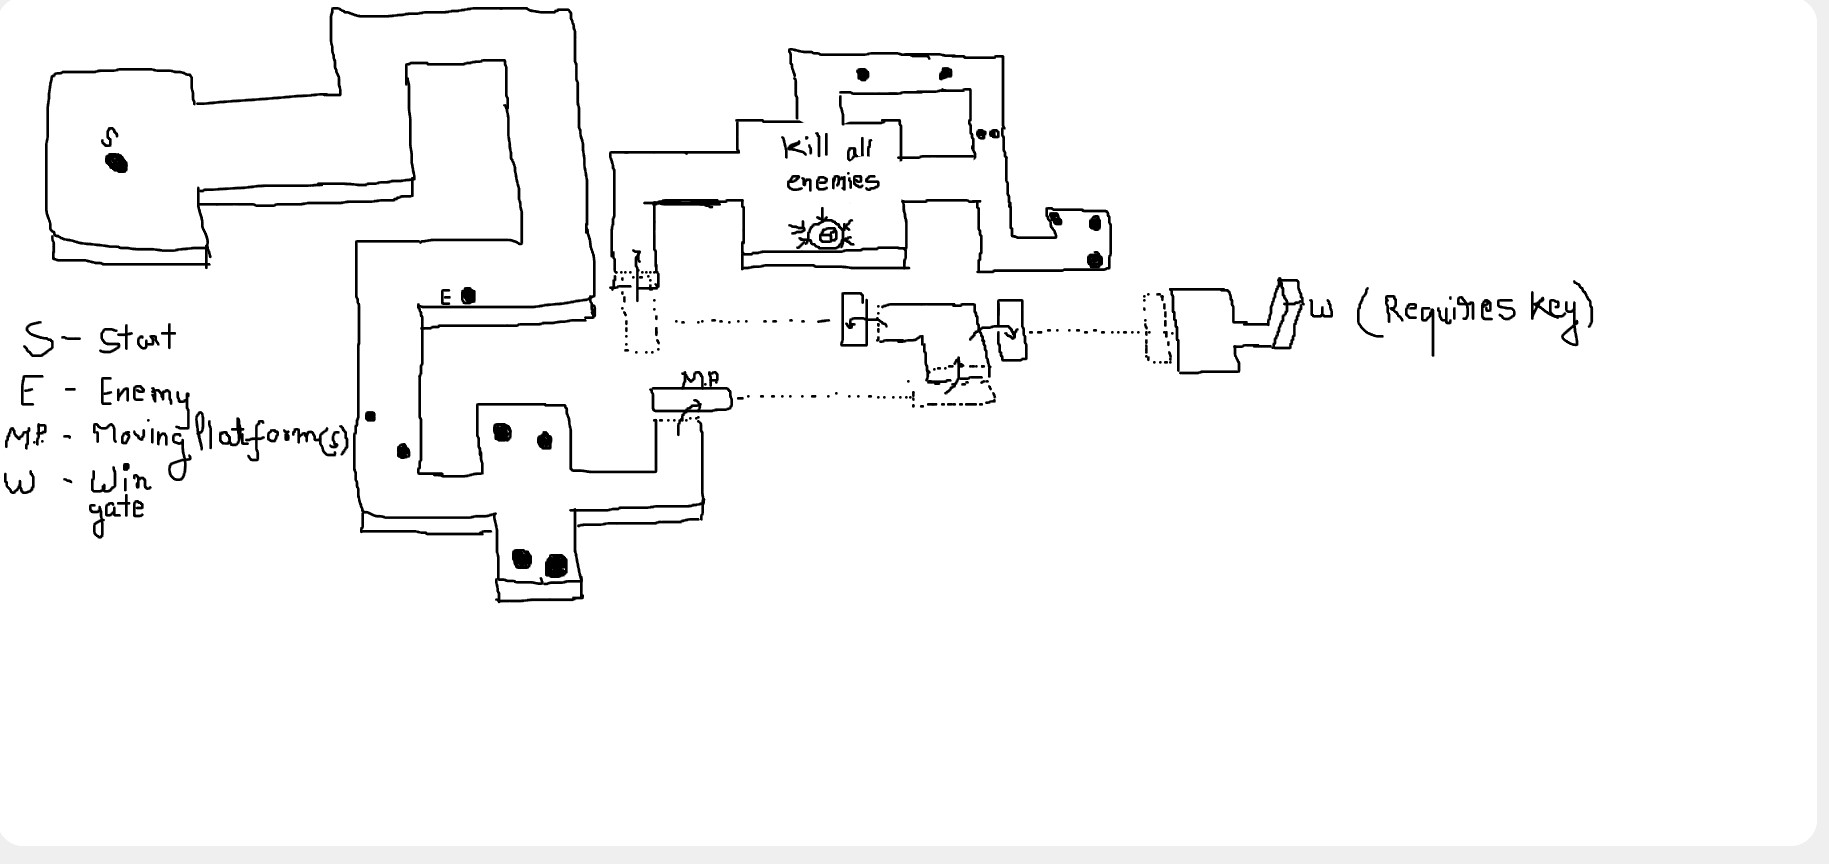 S
Kill all
enemies
E
M.P
W (Requires Key)
S - Start
E - Enemy
M.P. - Moving Platform(s)
W - Win
gate